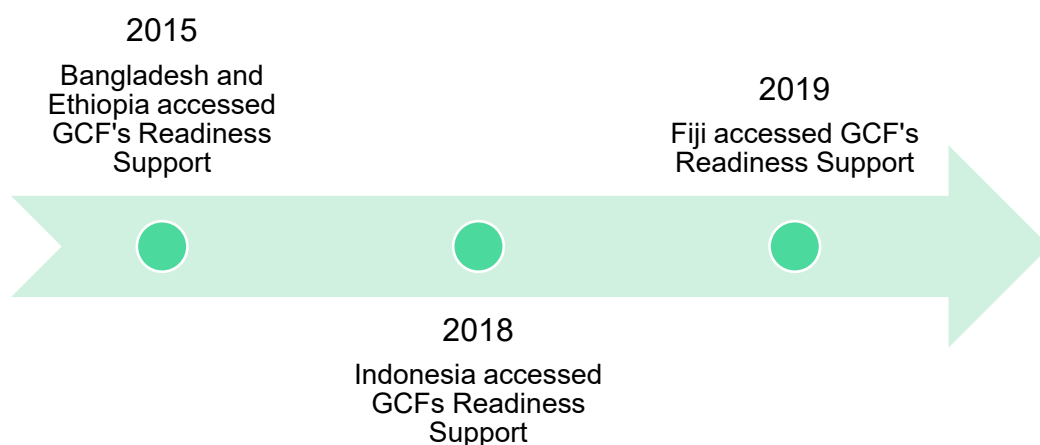 2015
Bangladesh and
Ethiopia accessed
GCF's Readiness
Support
2018
Indonesia accessed
GCFs Readiness
Support
2019
Fiji accessed GCF's
Readiness Support